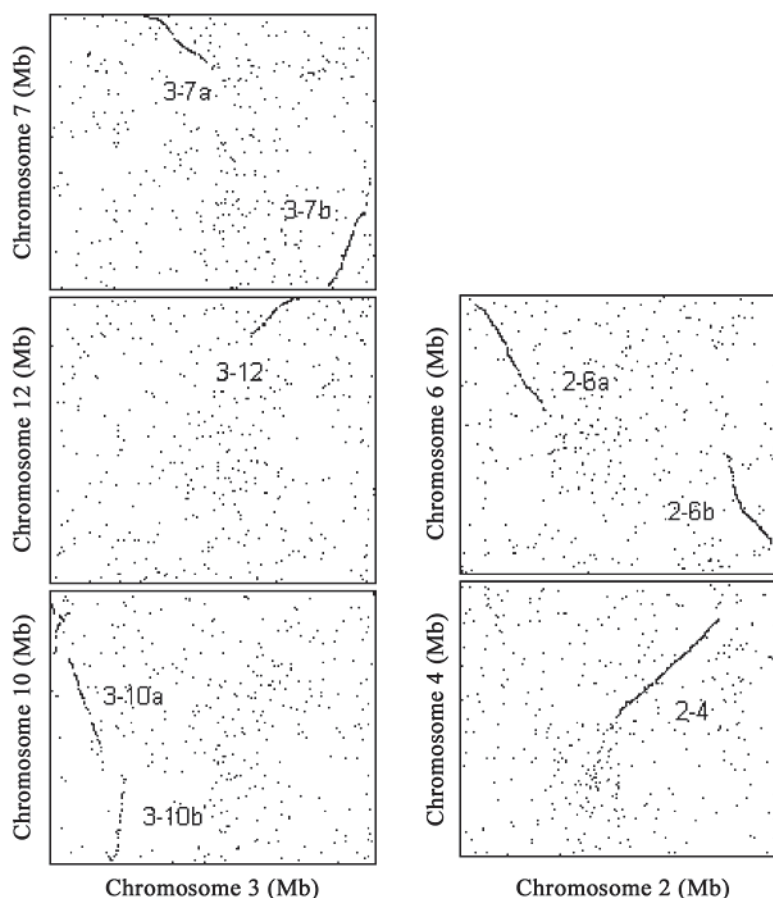 Chromosome 7 (Mb)
3-7a
3-7b
Chromosome 12 (Mb)
3-12
Chromosome 10 (Mb)
3-10a
3-10b
Chromosome 3 (Mb)
Chromosome 6 (Mb)
2-6a
2-6b
Chromosome 4 (Mb)
2-4
Chromosome 2 (Mb)